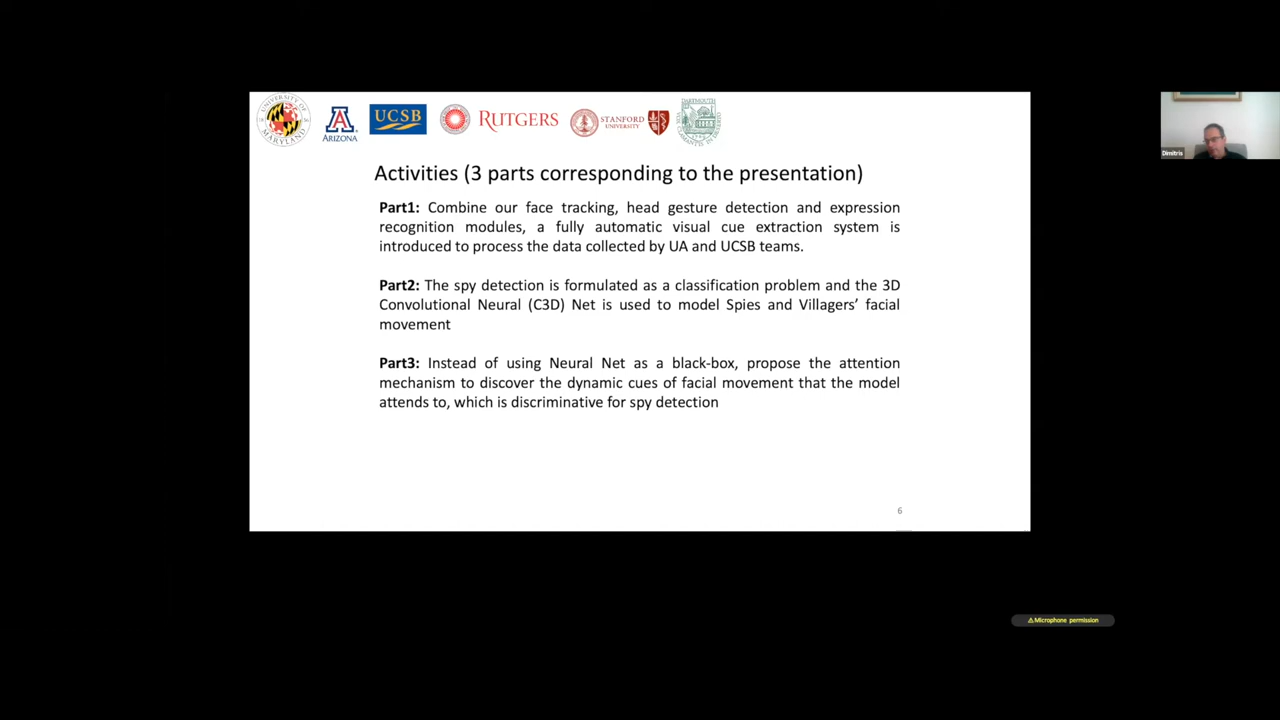 UNIVERSITY OF
MARYLAND
ARIZONA
UCSB
RUTGERS
STANFORD
UNIVERSITY
DARTMOUTH
Dimitris
Activities (3 parts corresponding to the presentation)
Part1: Combine our face tracking, head gesture detection and expression
recognition modules, a fully automatic visual cue extraction system is
introduced to process the data collected by UA and UCSB teams.
Part2: The spy detection is formulated as a classification problem and the 3D
Convolutional Neural (C3D) Net is used to model Spies and Villagers’ facial
movement
Part3: Instead of using Neural Net as a black-box, propose the attention
mechanism to discover the dynamic cues of facial movement that the model
attends to, which is discriminative for spy detection
6
⚠Microphone permission